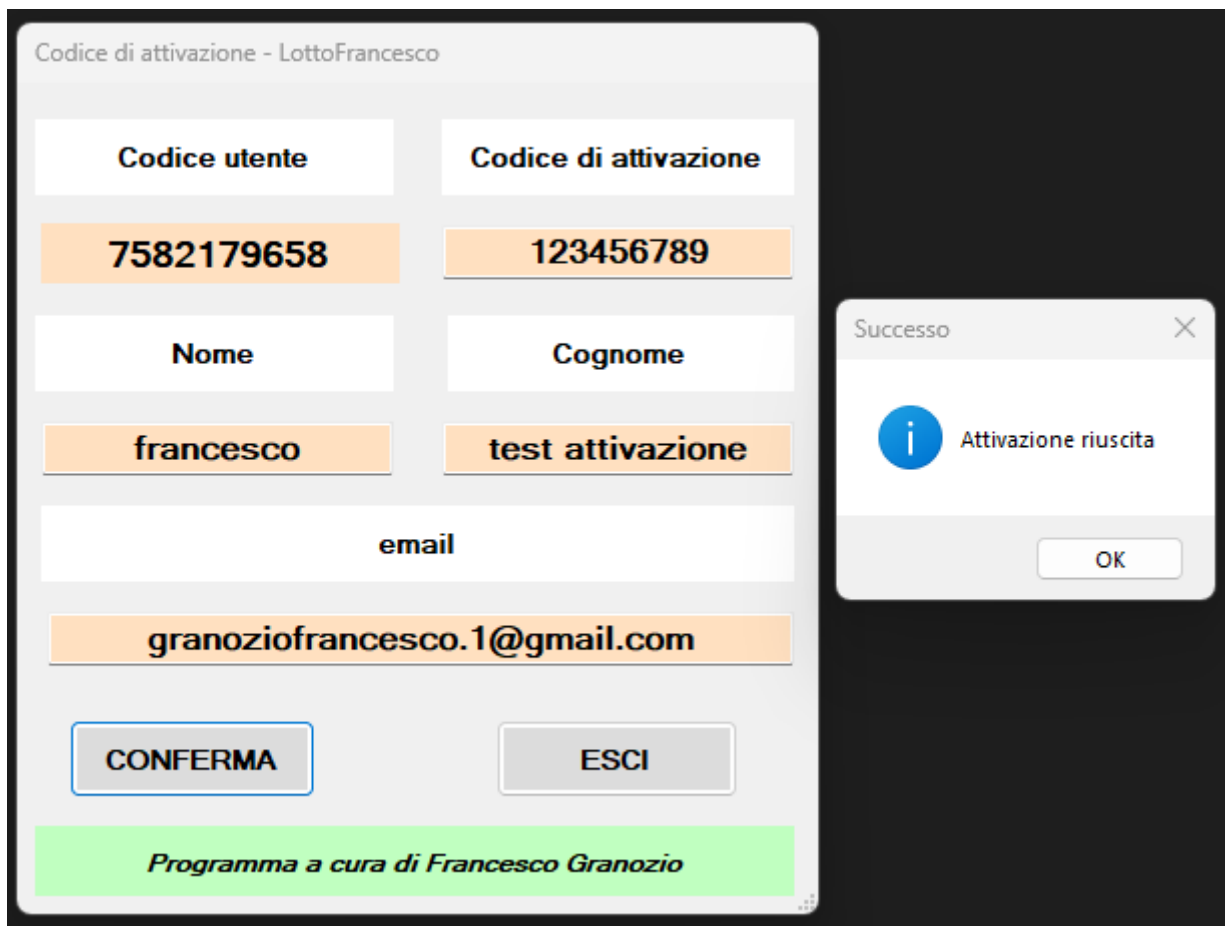 Codice di attivazione - LottoFrancesco
Codice utente
Codice di attivazione
7582179658
123456789
Nome
Cognome
francesco
test attivazione
email
granoziofrancesco.1@gmail.com
CONFERMA
ESCI
Programma a cura di Francesco Granozio
Successo
Attivazione riuscita
OK